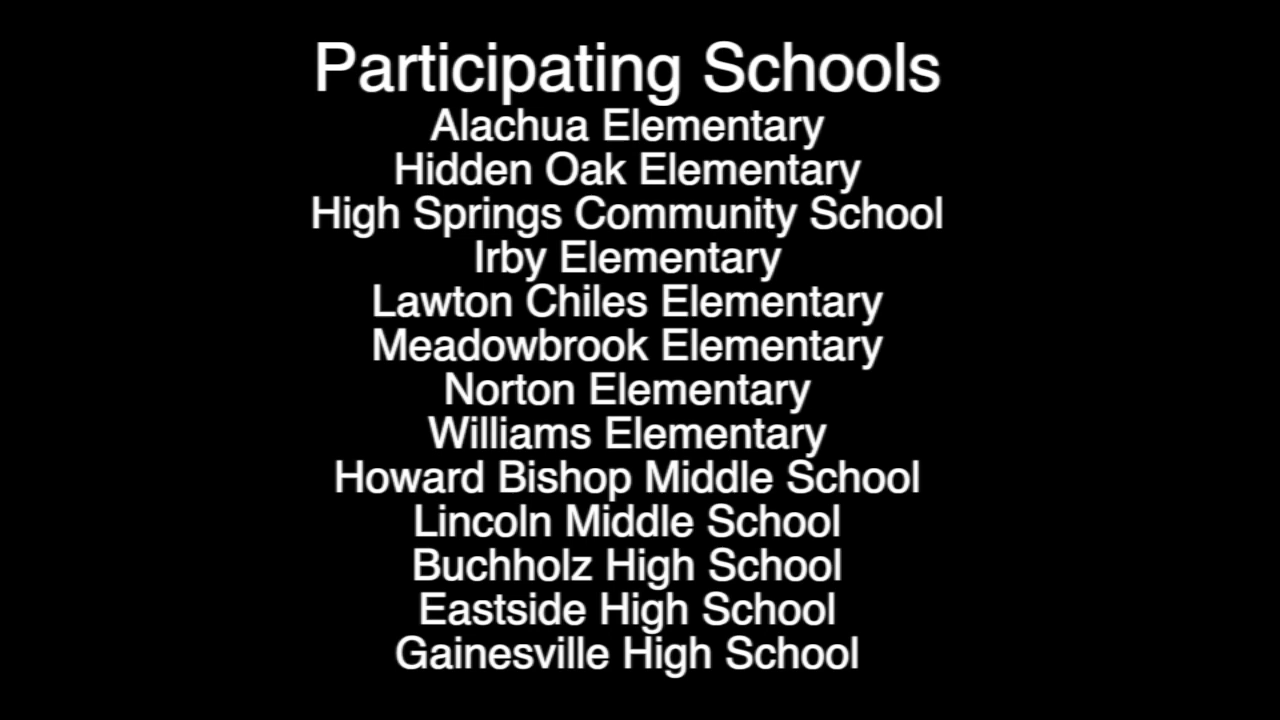 Participating Schools
Alachua Elementary
Hidden Oak Elementary
High Springs Community School
Irby Elementary
Lawton Chiles Elementary
Meadowbrook Elementary
Norton Elementary
Williams Elementary
Howard Bishop Middle School
Lincoln Middle School
Buchholz High School
Eastside High School
Gainesville High School